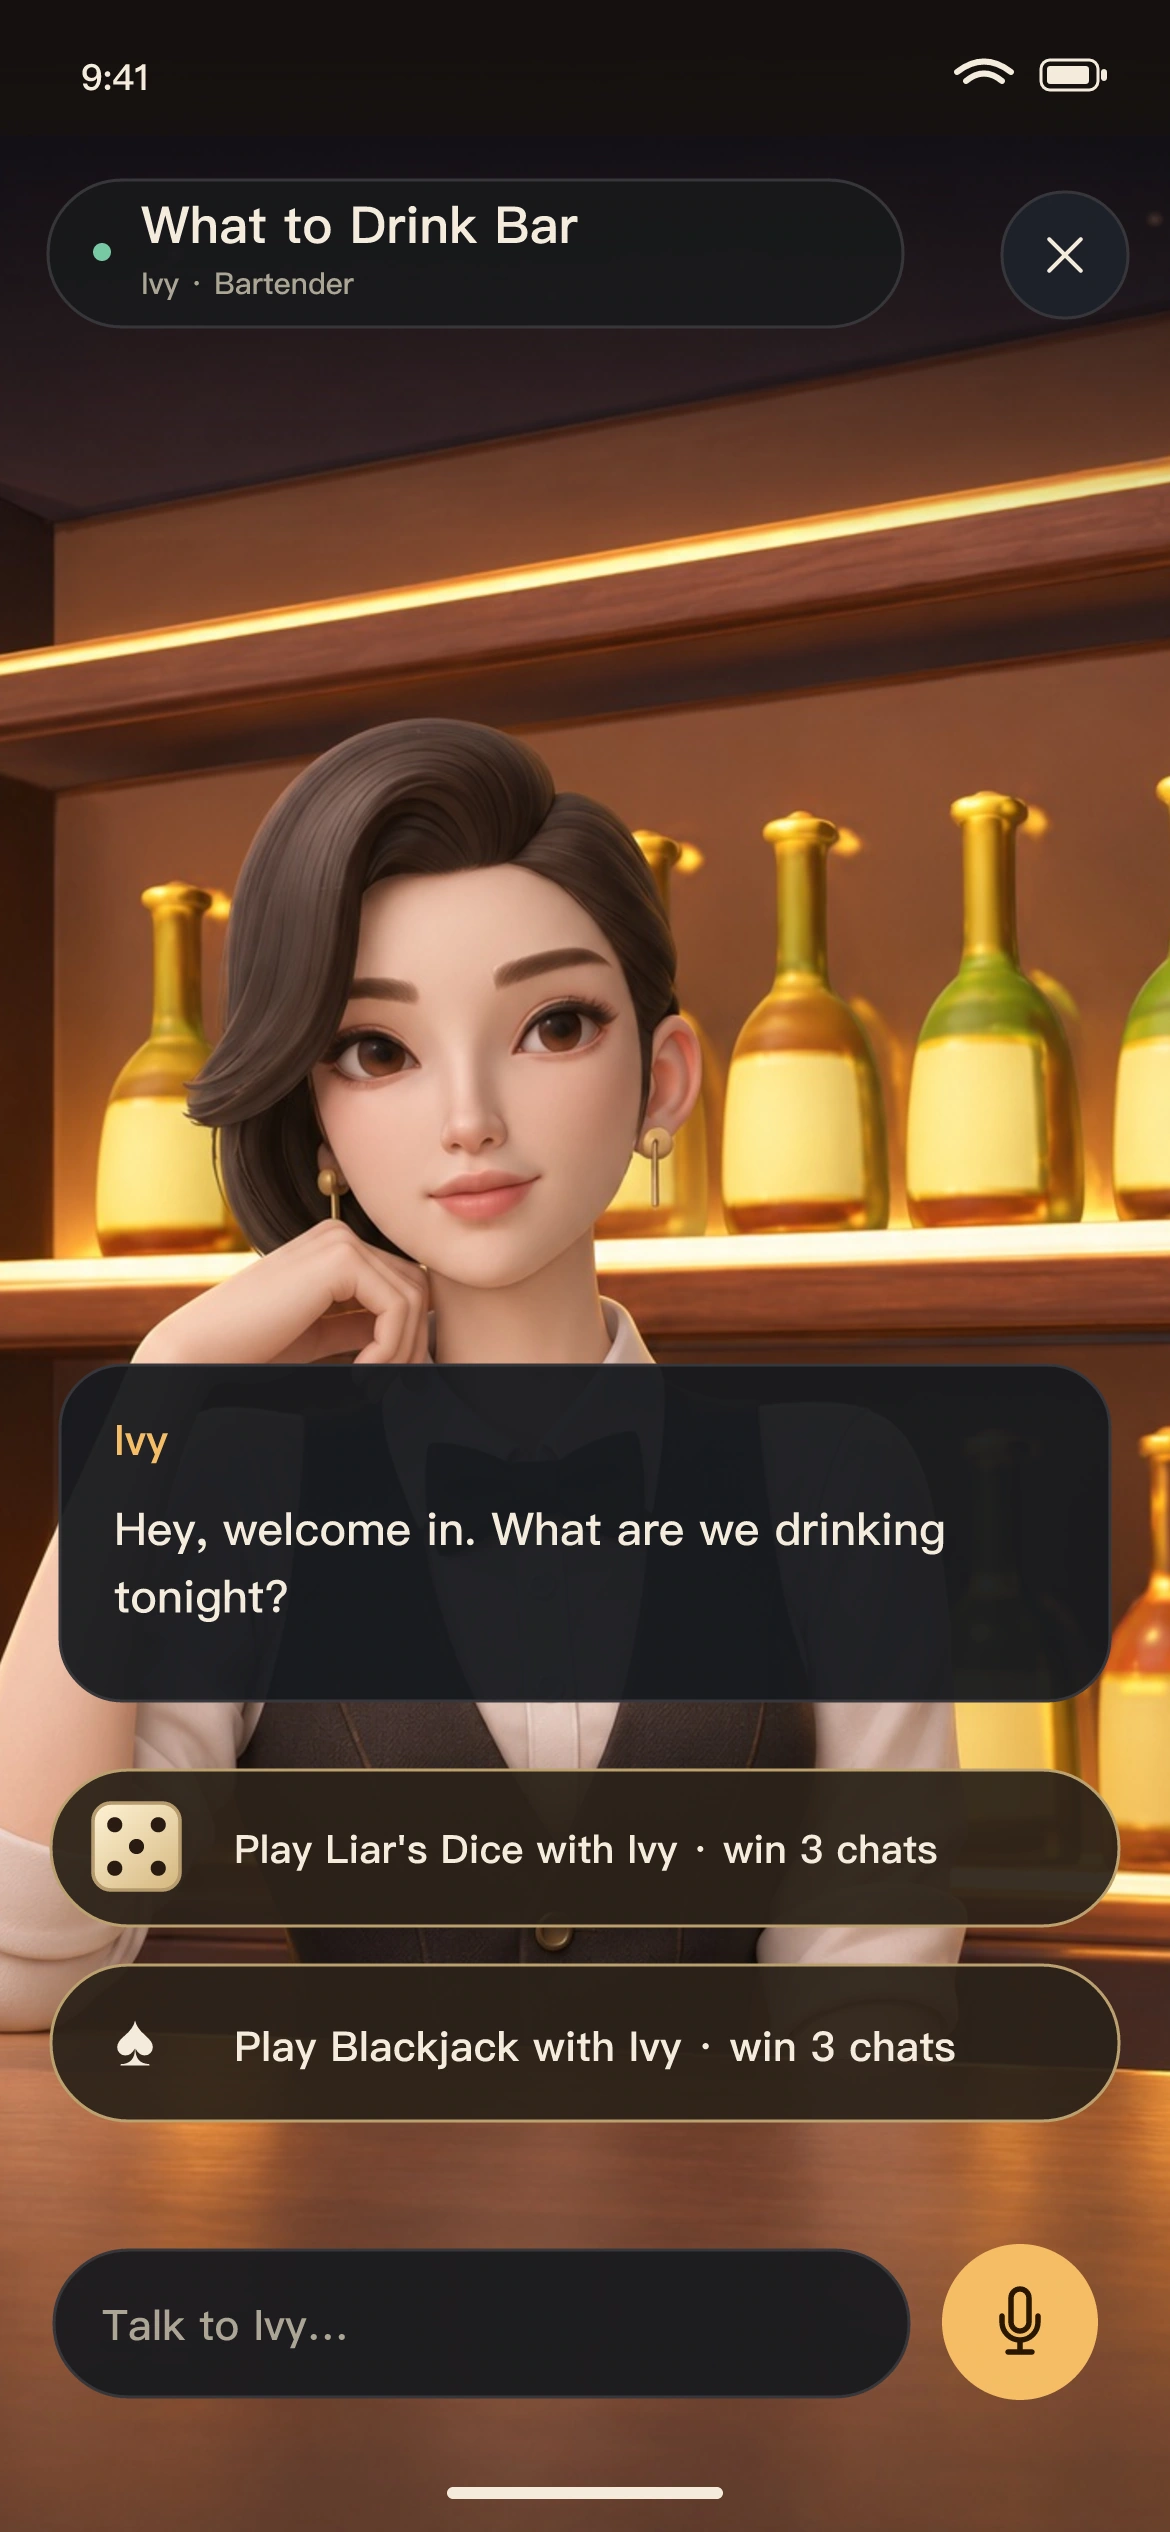 9:41
What to Drink Bar
Ivy · Bartender
Ivy
Hey, welcome in. What are we drinking
tonight?
Play Liar's Dice with Ivy · win 3 chats
Play Blackjack with Ivy · win 3 chats
Talk to Ivy...